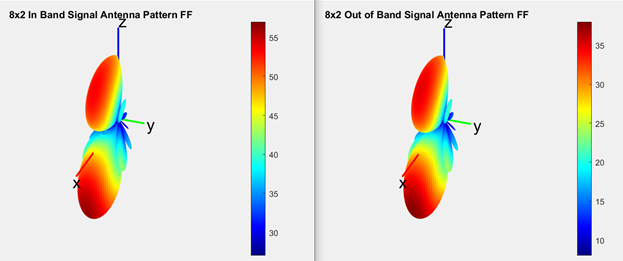 8x2 In Band Signal Antenna Pattern FF
z
y
x
55
50
45
40
35
30
8x2 Out of Band Signal Antenna Pattern FF
z
y
x
35
30
25
20
15
10